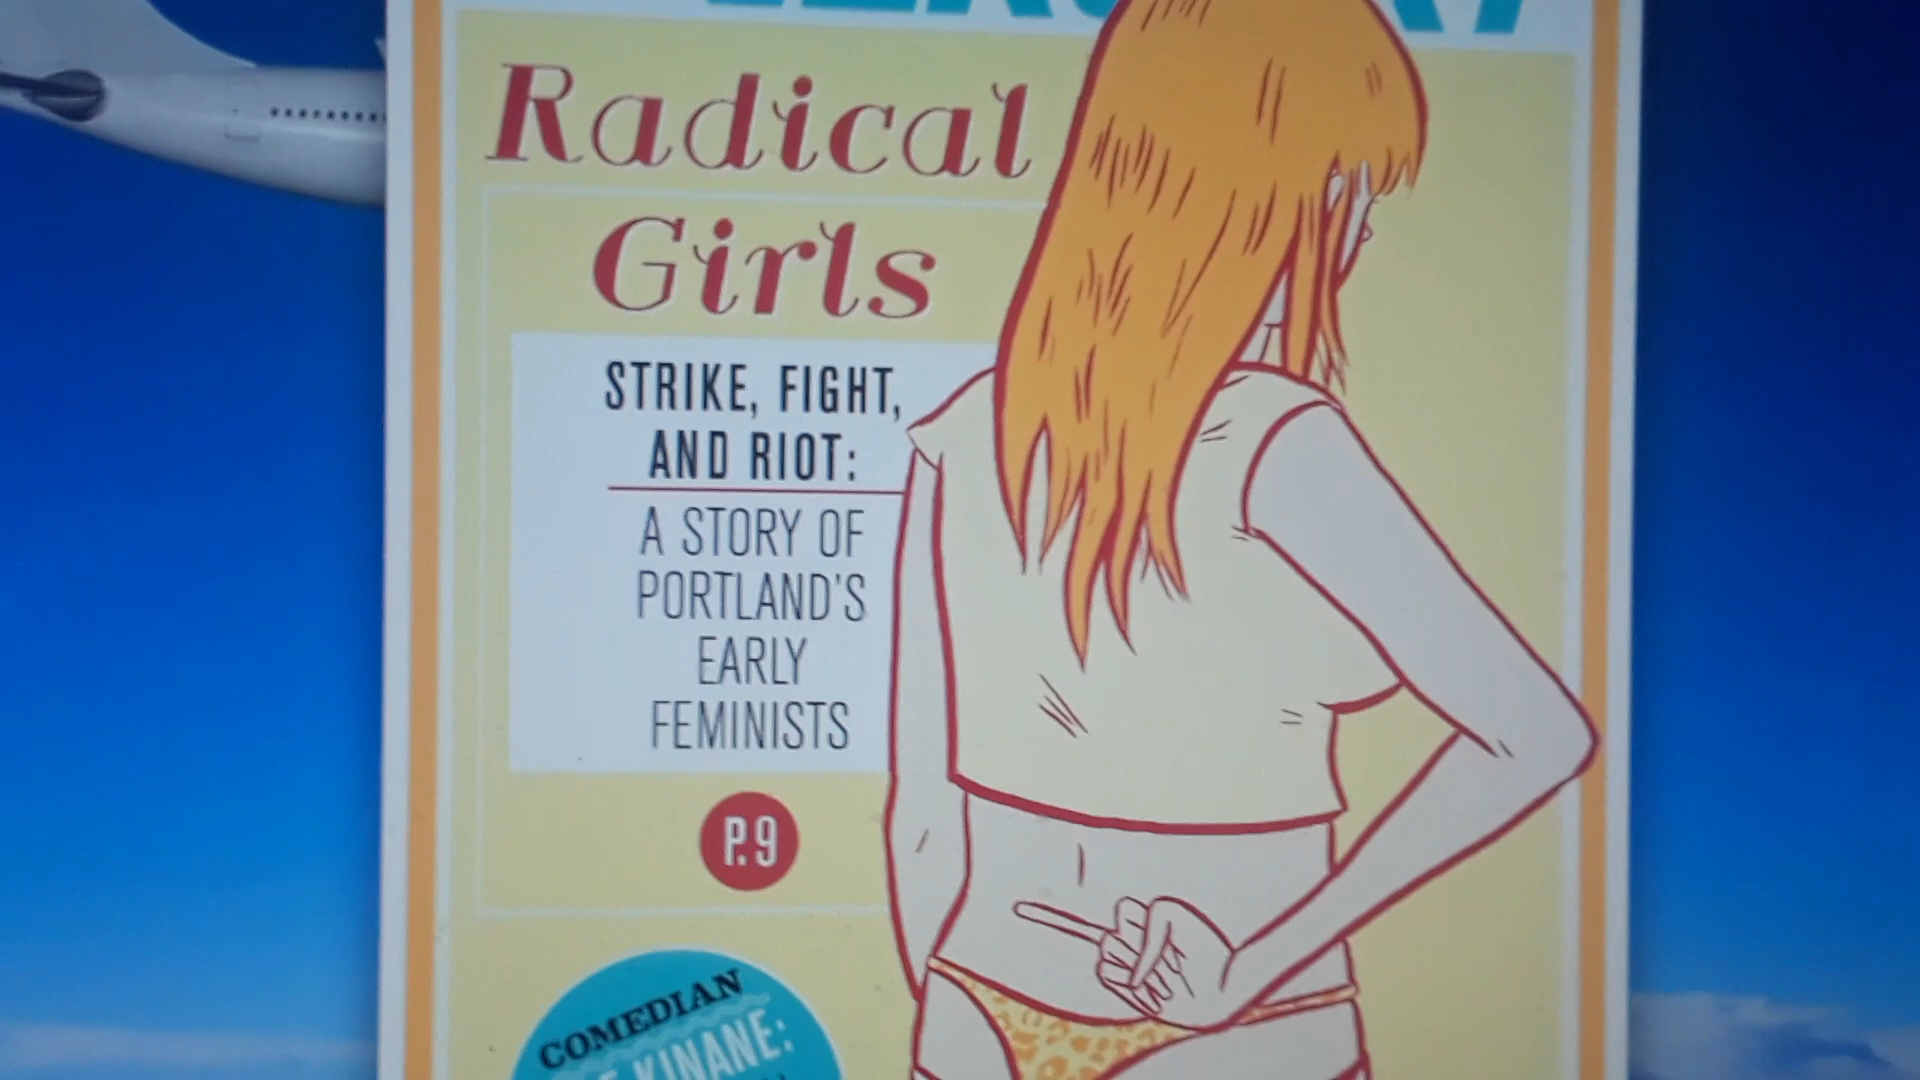 Radical
Girls
STRIKE, FIGHT,
AND RIOT:
A STORY OF
PORTLAND'S
EARLY
FEMINISTS
P.9
COMEDIAN
KINANE: